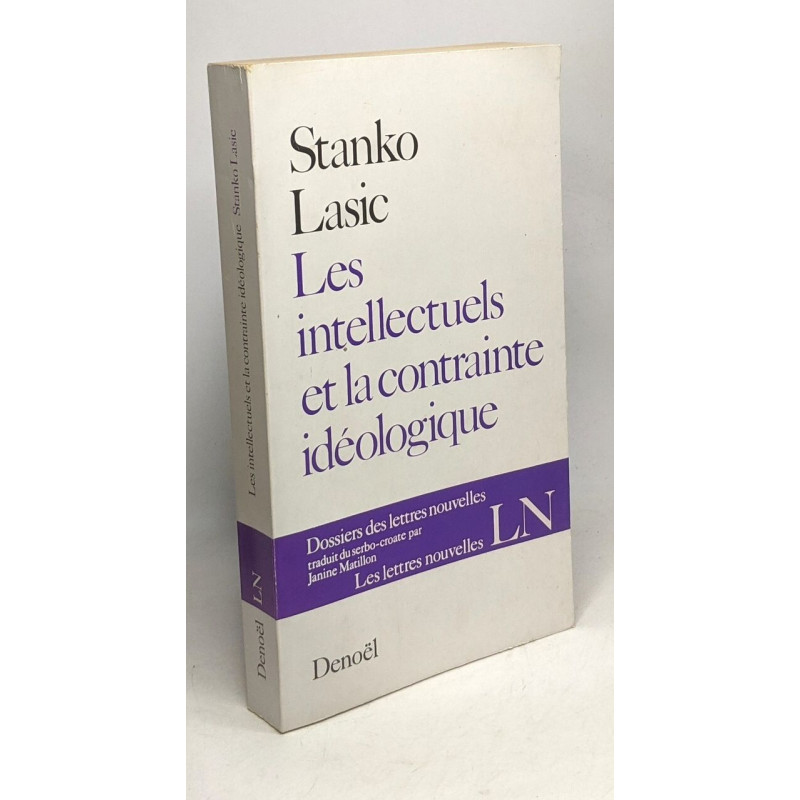 Stanko
Lasic
Les
intellectuels
et la contrainte
idéologique
Dossiers des lettres nouvelles
traduit du serbo-croate par
Janine Matillon
Les lettres nouvelles
LN
Denoël
Les intellectuels et la contrainte idéologique Stanko Lasic
LN
Denoël